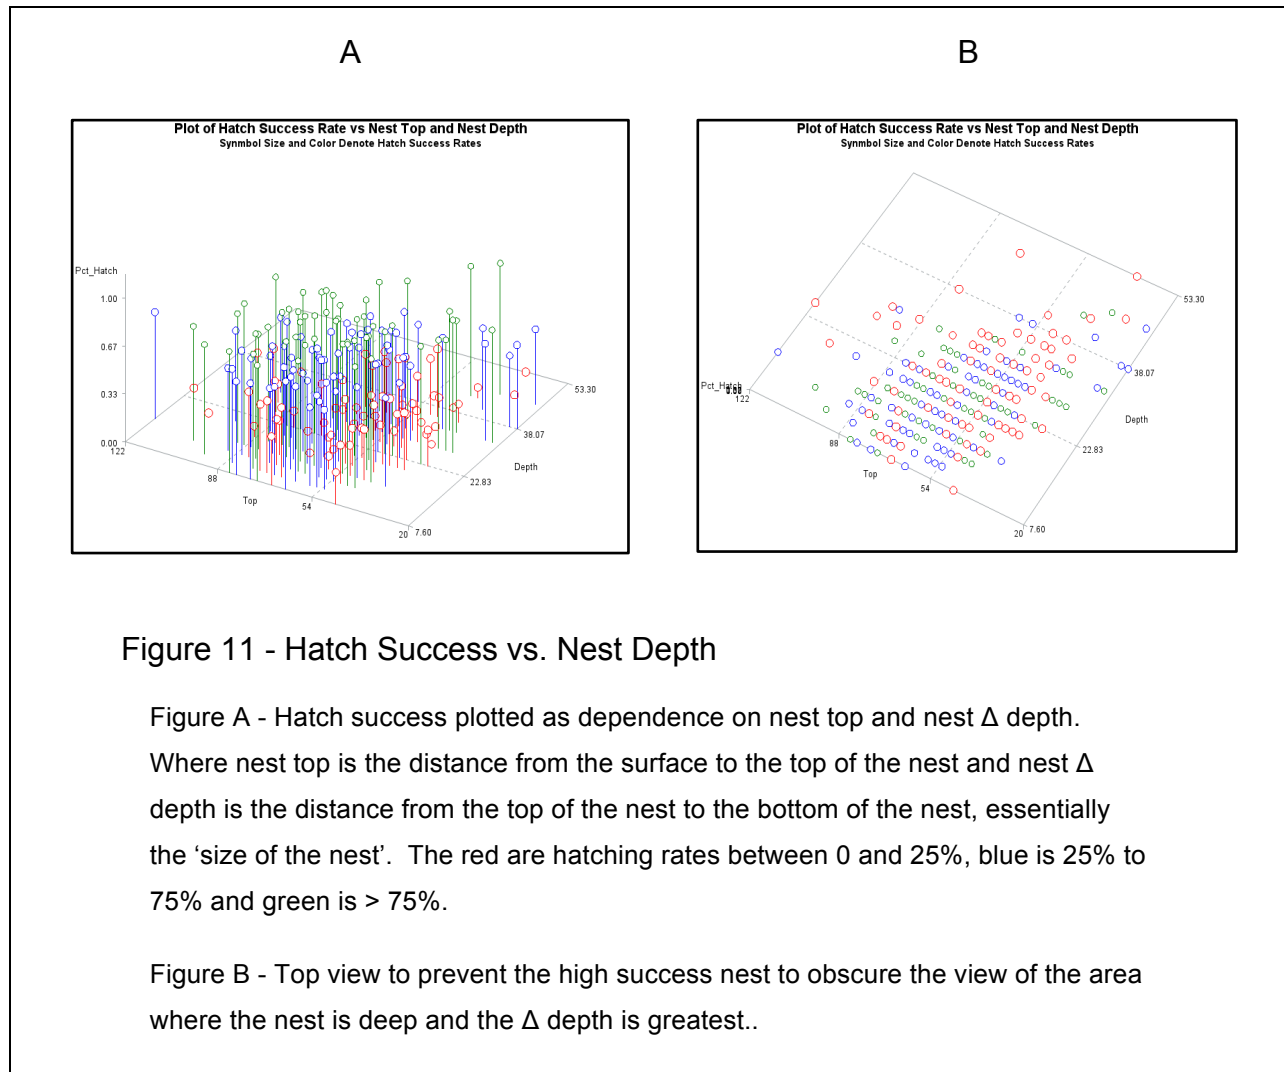 A
B
Plot of Hatch Success Rate vs Nest Top and Nest Depth
Synmbol Size and Color Denote Hatch Success Rates
Pct_Hatch
1.00
0.67
0.33
0.00
122
88
Top
54
20
7.60
22.83
Depth
38.07
53.30
Plot of Hatch Success Rate vs Nest Top and Nest Depth
Synmbol Size and Color Denote Hatch Success Rates
Pct_Hatch
122
88
Top
54
20
7.60
22.83
Depth
38.07
53.30
Figure 11 - Hatch Success vs. Nest Depth
Figure A - Hatch success plotted as dependence on nest top and nest Δ depth.
Where nest top is the distance from the surface to the top of the nest and nest Δ
depth is the distance from the top of the nest to the bottom of the nest, essentially
the ‘size of the nest’.  The red are hatching rates between 0 and 25%, blue is 25% to
75% and green is > 75%.
Figure B - Top view to prevent the high success nest to obscure the view of the area
where the nest is deep and the Δ depth is greatest..